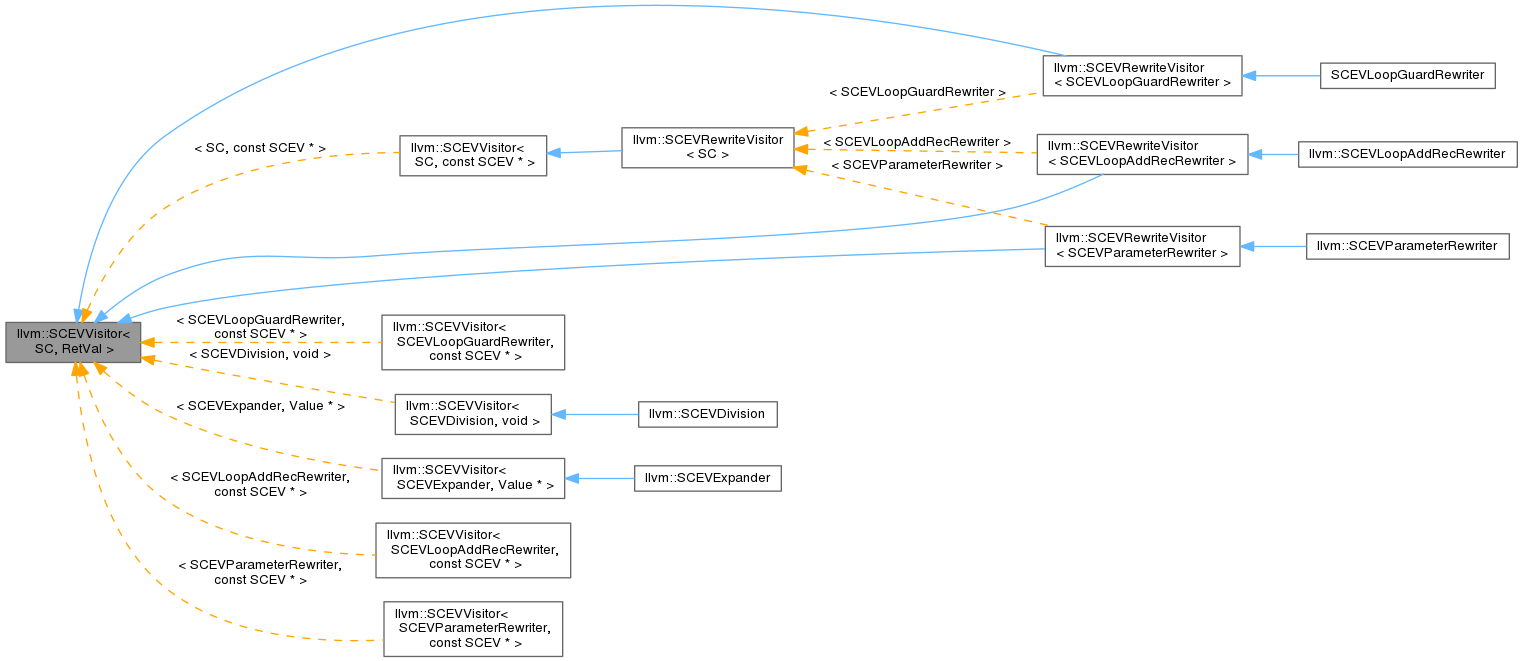 llvm::SCEVRewriteVisitor
< SCEVLoopGuardRewriter >
SCEVLoopGuardRewriter
< SCEVLoopGuardRewriter >
< SC, const SCEV * >
llvm::SCEVVisitor<
SC, const SCEV * >
llvm::SCEVRewriteVisitor
< SC >
< SCEVLoopAddRecRewriter >
llvm::SCEVRewriteVisitor
< SCEVLoopAddRecRewriter >
llvm::SCEVLoopAddRecRewriter
< SCEVParameterRewriter >
llvm::SCEVRewriteVisitor
< SCEVParameterRewriter >
llvm::SCEVParameterRewriter
llvm::SCEVVisitor<
SC, RetVal >
< SCEVLoopGuardRewriter,
const SCEV * >
llvm::SCEVVisitor<
SCEVLoopGuardRewriter,
const SCEV * >
< SCEVDivision, void >
llvm::SCEVVisitor<
SCEVDivision, void >
llvm::SCEVDivision
< SCEVExpander, Value * >
llvm::SCEVVisitor<
SCEVExpander, Value * >
llvm::SCEVExpander
< SCEVLoopAddRecRewriter,
const SCEV * >
llvm::SCEVVisitor<
SCEVLoopAddRecRewriter,
const SCEV * >
< SCEVParameterRewriter,
const SCEV * >
llvm::SCEVVisitor<
SCEVParameterRewriter,
const SCEV * >